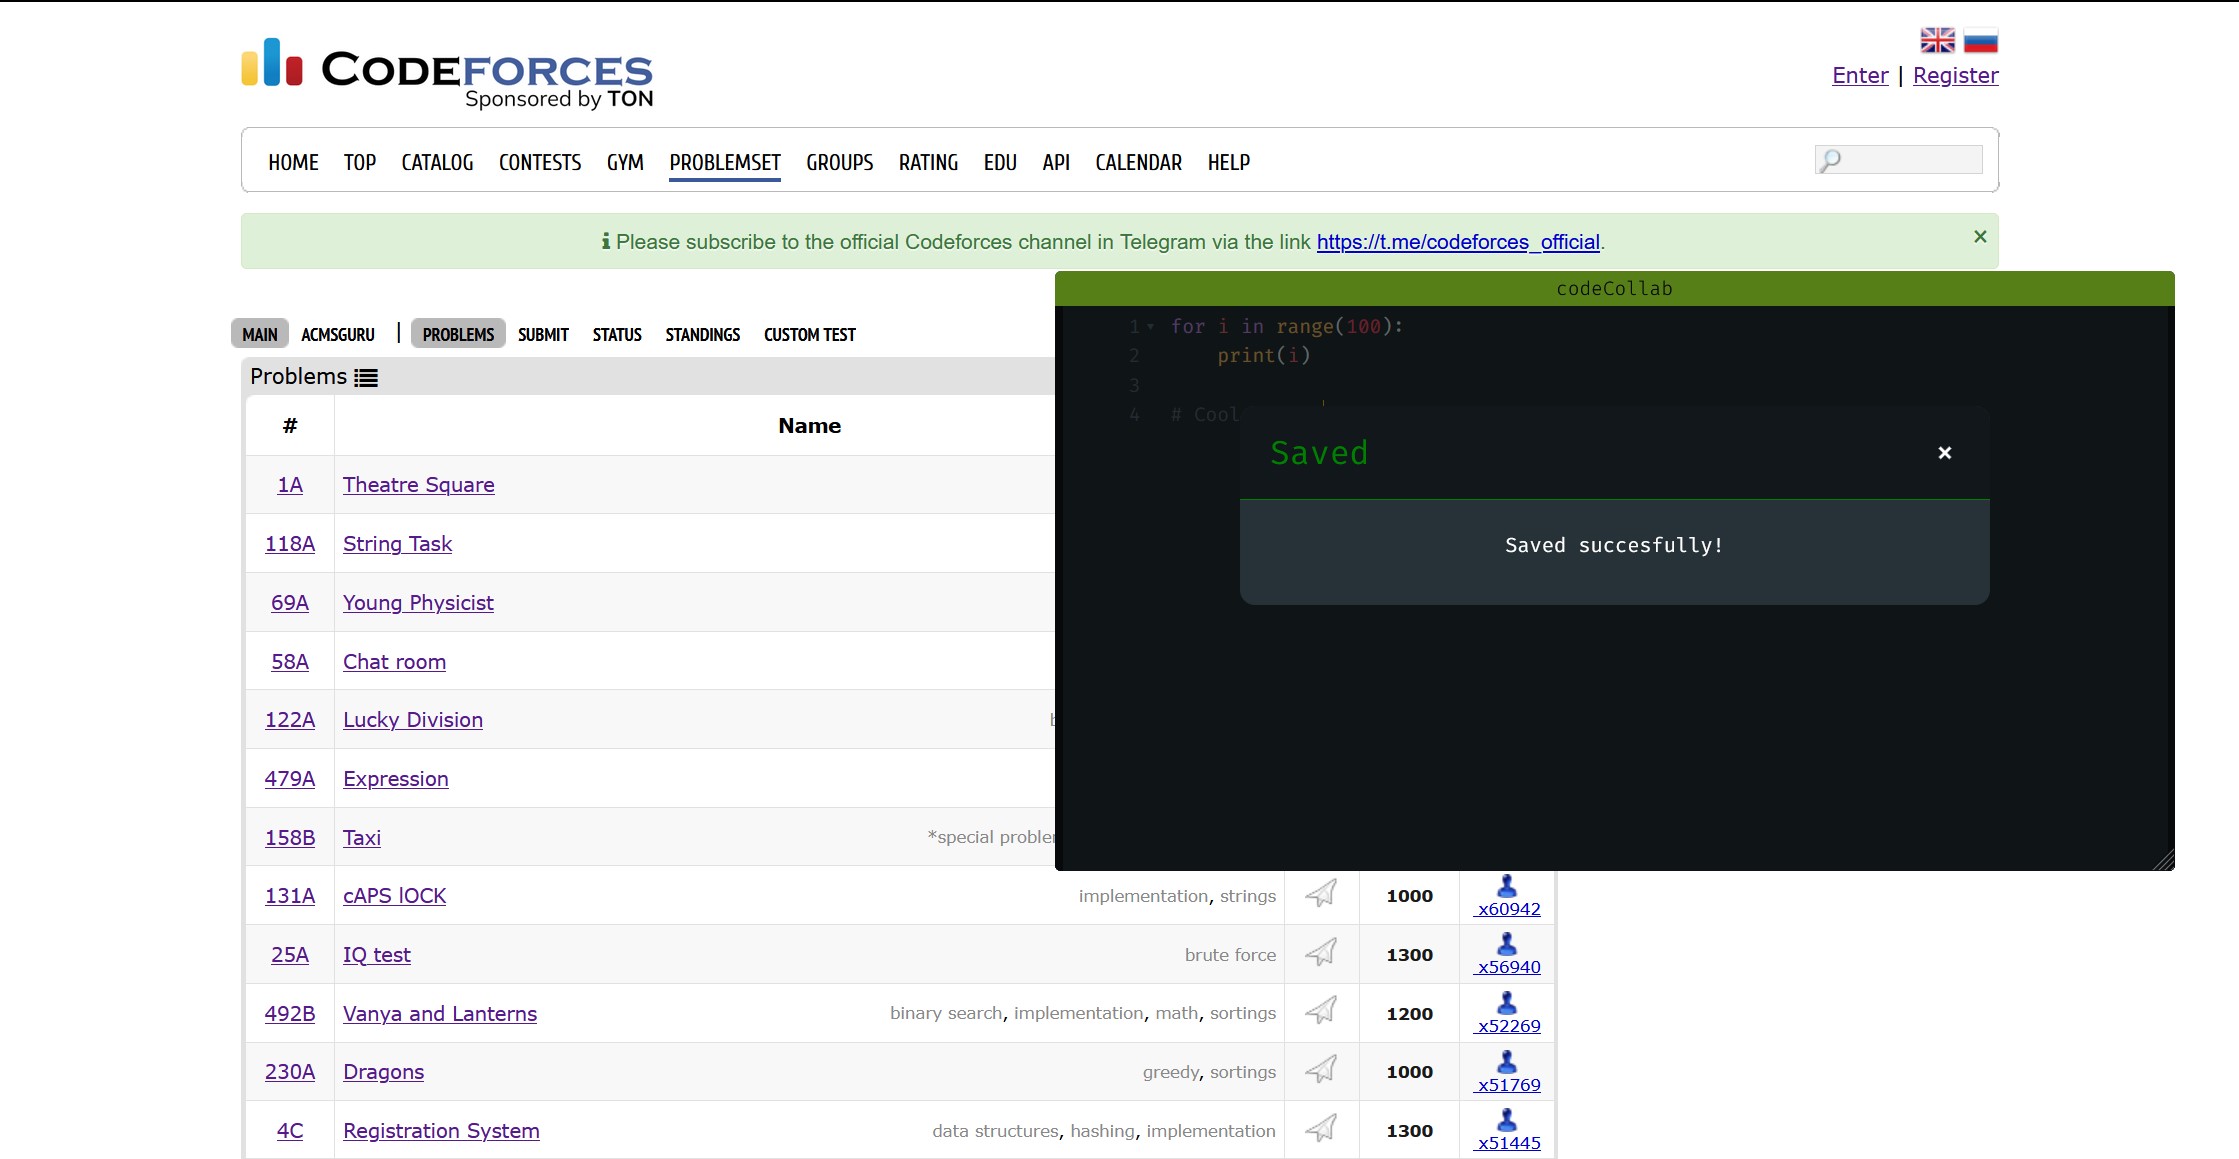 CODEFORCES
Sponsored by TON
Enter | Register
HOME TOP CATALOG CONTESTS GYM PROBLEMSET GROUPS RATING EDU API CALENDAR HELP
Please subscribe to the official Codeforces channel in Telegram via the link https://t.me/codeforces_official.
×
MAIN ACMSGURU | PROBLEMS SUBMIT STATUS STANDINGS CUSTOM TEST
Problems
# Name
1A Theatre Square
118A String Task
69A Young Physicist
58A Chat room
122A Lucky Division
479A Expression
158B Taxi *special
131A cAPS lOCK implementation, strings 1000 x60942
25A IQ test brute force 1300 x56940
492B Vanya and Lanterns binary search, implementation, math, sortings 1200 x52269
230A Dragons greedy, sortings 1000 x51769
4C Registration System data structures, hashing, implementation 1300 x51445
codeCollab
1 for i in range(100):
2 print(i)
3
4 # Cool
Saved ×
Saved succesfully!